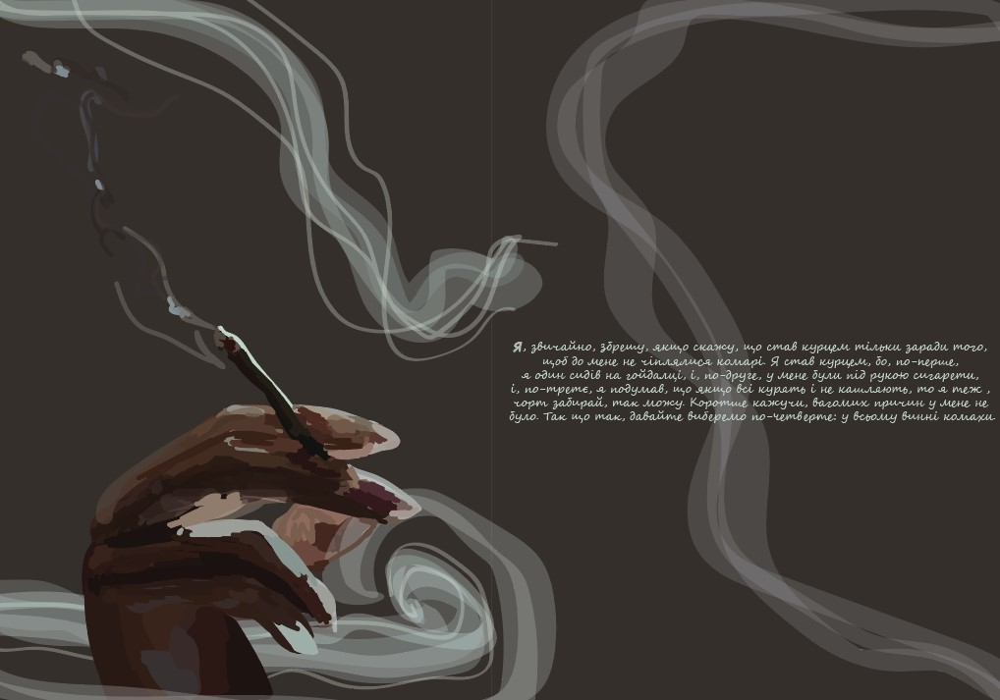 Я, звичайно, збрешу, якщо скажу, що став курцем тільки заради того,
щоб до мене не чіплялися комарі. Я став курцем, бо, по-перше,
я один сидів на гойдалці, і, по-друге, у мене були під рукою сигарети,
і, по-третє, я подумав, що якщо всі курять і не кашляють, то я теж ,
чорт забирай, так можу. Коротше кажучи, вагомих причин у мене не
було. Так що так, давайте виберемо по-четверте: у всьому винні комахи